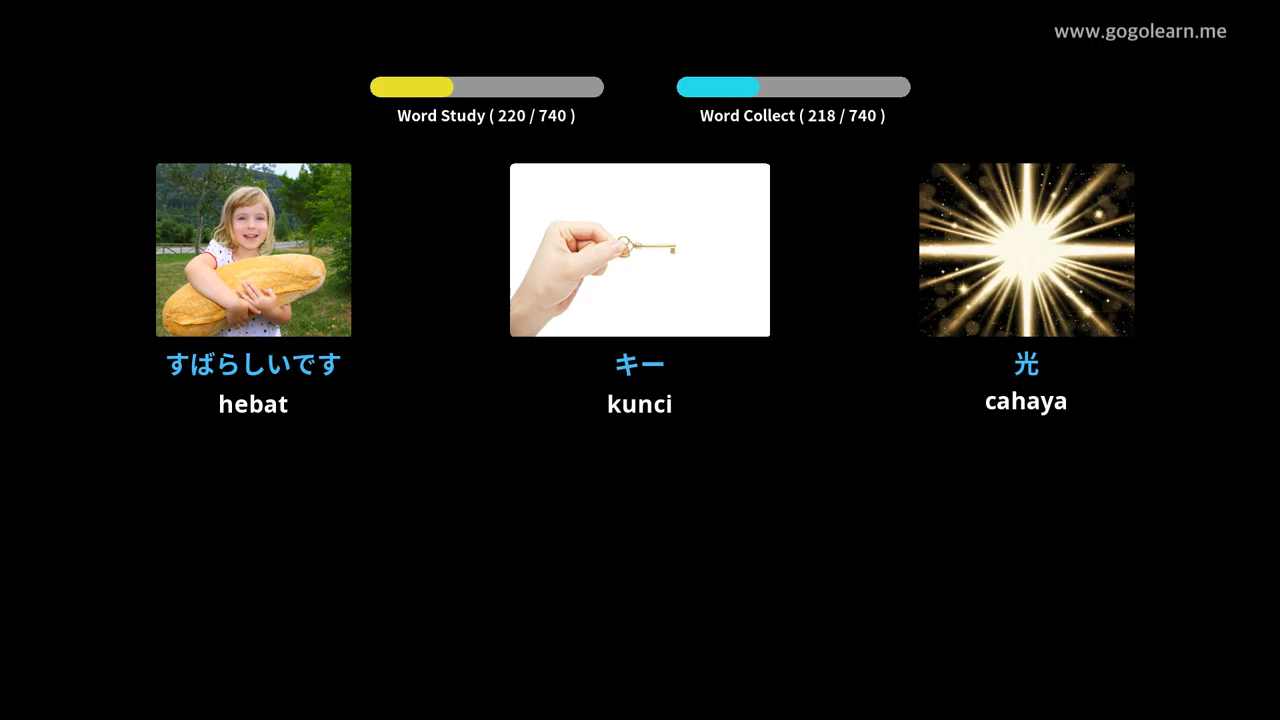 www.gogolearn.me
Word Study ( 220 / 740 )
Word Collect ( 218 / 740 )
すばらしいです
hebat
キー
kunci
光
cahaya